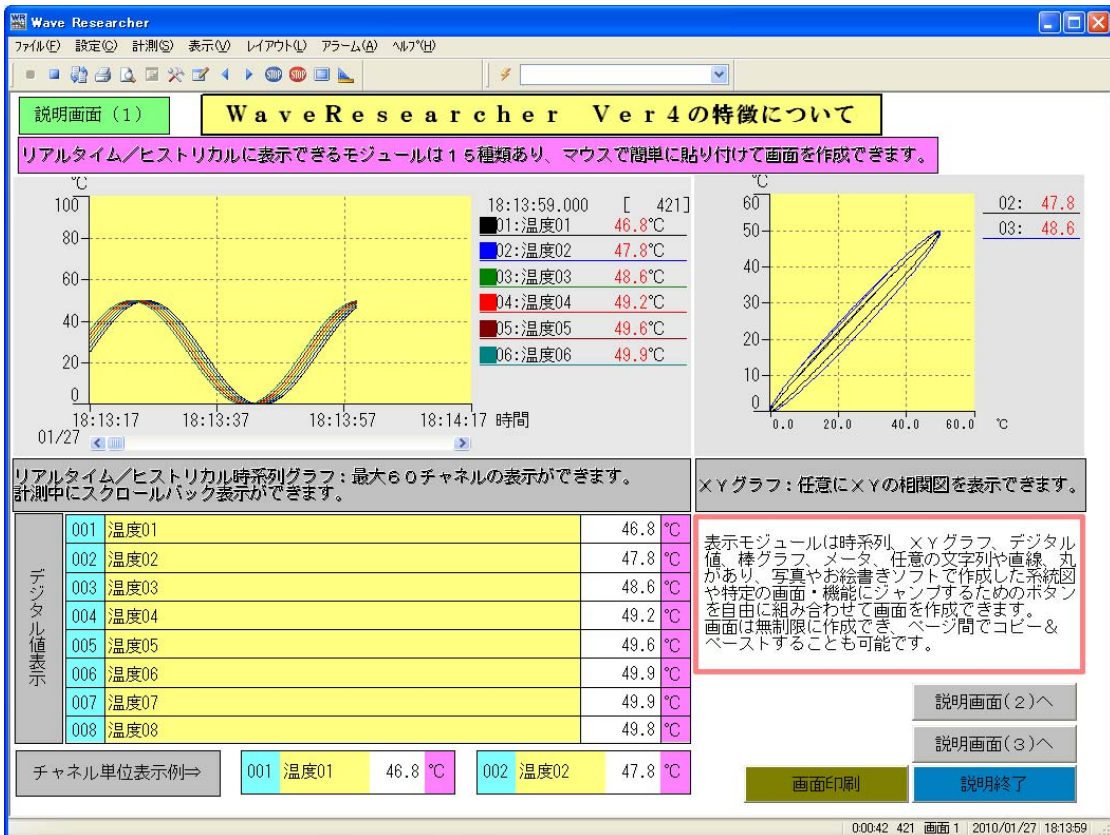 Wave Researcher
ﾌｧｲﾙ(F) 設定(C) 計測(S) 表示(V) ﾚｲｱｳﾄ(L) ｱﾗｰﾑ(A) ﾍﾙﾌﾟ(H)
STOP STOP
説明画面（１）
ＷａｖｅＲｅｓｅａｒｃｈｅｒ　Ｖｅｒ４の特徴について
リアルタイム／ヒストリカルに表示できるモジュールは１５種類あり、マウスで簡単に貼り付けて画面を作成できます。
℃
100
80
60
40
20
0
18:13:17 18:13:37 18:13:57 18:14:17 時間
01/27
18:13:59.000 [ 421]
01:温度01 46.8℃
02:温度02 47.8℃
03:温度03 48.6℃
04:温度04 49.2℃
05:温度05 49.6℃
06:温度06 49.9℃
℃
60
50
40
30
20
10
0
0.0 20.0 40.0 60.0 ℃
02: 47.8
03: 48.6
リアルタイム／ヒストリカル時系列グラフ：最大６０チャネルの表示ができます。
計測中にスクロールバック表示ができます。
ＸＹグラフ：任意にＸＹの相関図を表示できます。
デジタル値表示
001 温度01 46.8 ℃
002 温度02 47.8 ℃
003 温度03 48.6 ℃
004 温度04 49.2 ℃
005 温度05 49.6 ℃
006 温度06 49.9 ℃
007 温度07 49.9 ℃
008 温度08 49.8 ℃
表示モジュールは時系列、ＸＹグラフ、デジタル
値、棒グラフ、メータ、任意の文字列や直線、丸
があり、写真やお絵書きソフトで作成した系統図
や特定の画面・機能にジャンプするためのボタン
を自由に組み合わせて画面を作成できます。
画面は無制限に作成でき、ページ間でコピー＆
ペーストすることも可能です。
説明画面(２)へ
説明画面(３)へ
チャネル単位表示例⇒
001 温度01 46.8 ℃
002 温度02 47.8 ℃
画面印刷
説明終了
0:00:42 421 画面 1 2010/01/27 18:13:59